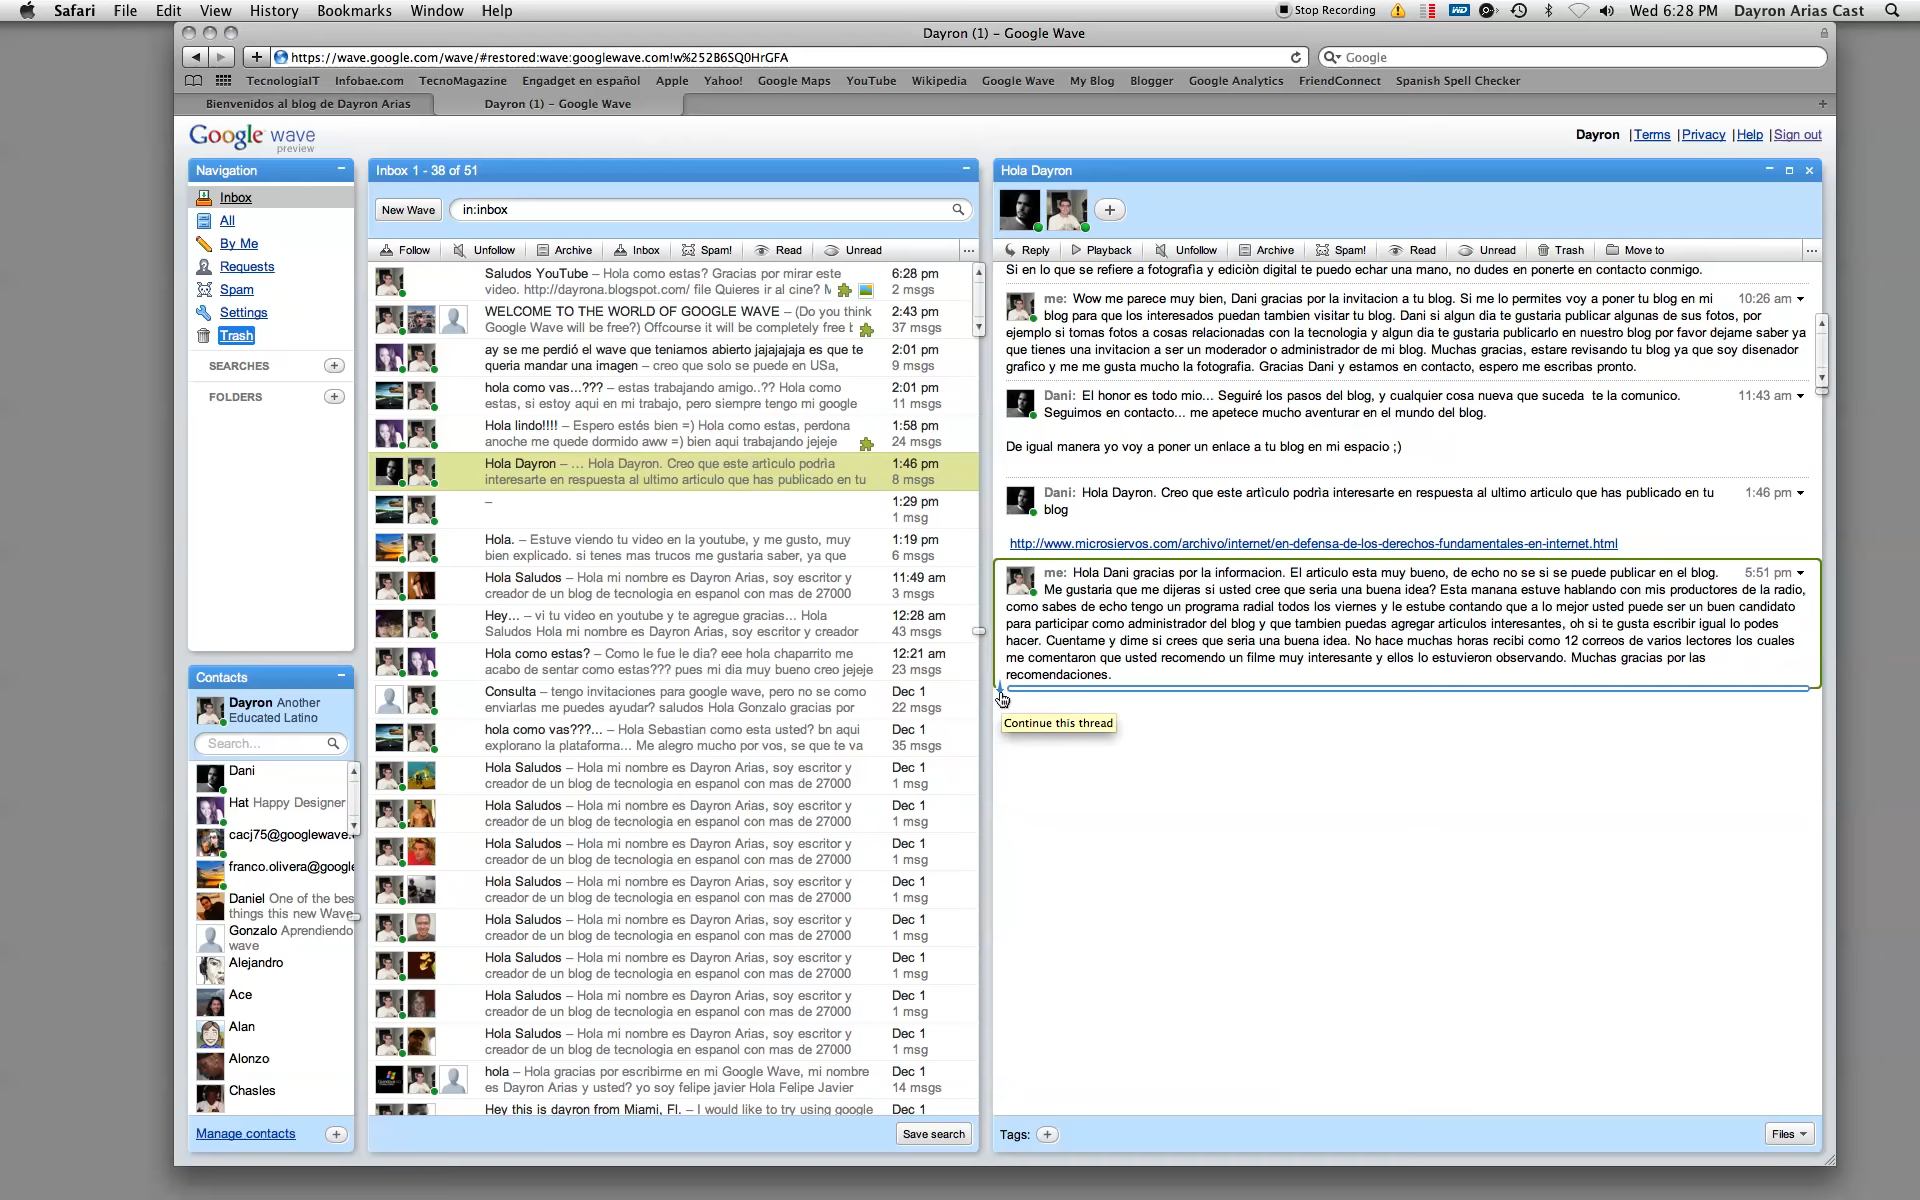 Safari File Edit View History Bookmarks Window Help
Stop Recording
Wed 6:28 PM Dayron Arias Cast
Dayron (1) – Google Wave
https://wave.google.com/wave/#restored:wave:googlewave.com!w%252B6SQ0HrGFA
Google
TecnologiaIT Infobae.com TecnoMagazine Engadget en español Apple Yahoo! Google Maps YouTube Wikipedia Google Wave My Blog Blogger Google Analytics FriendConnect Spanish Spell Checker
Bienvenidos al blog de Dayron Arias
Dayron (1) – Google Wave
Google wave
preview
Dayron | Terms | Privacy | Help | Sign out
Navigation
Inbox
All
By Me
Requests
Spam
Settings
Trash
SEARCHES
FOLDERS
Contacts
Dayron Another
Educated Latino
Search...
Dani
Hat Happy Designer
cacj75@googlewave.
franco.olivera@google
Daniel One of the bes
things this new Wave
Gonzalo Aprendiendo
wave
Alejandro
Ace
Alan
Alonzo
Chasles
Manage contacts
Inbox 1 - 38 of 51
New Wave
in:inbox
Follow Unfollow Archive Inbox Spam! Read Unread ...
Saludos YouTube – Hola como estas? Gracias por mirar este 6:28 pm
video. http://dayrona.blogspot.com/ file Quieres ir al cine? 2 msgs
WELCOME TO THE WORLD OF GOOGLE WAVE – (Do you think 2:43 pm
Google Wave will be free?) Offcourse it will be completely free 37 msgs
ay se me perdió el wave que teniamos abierto jajajajaja es que te 2:01 pm
queria mandar una imagen – creo que solo se puede en USa, 9 msgs
hola como vas...??? – estas trabajando amigo..?? Hola como 2:01 pm
estas, si estoy aqui en mi trabajo, pero siempre tengo mi google 11 msgs
Hola lindo!!!! – Espero estés bien =) Hola como estas, perdona 1:58 pm
anoche me quede dormido aww =) bien aqui trabajando jejeje 24 msgs
Hola Dayron – ... Hola Dayron. Creo que este artìculo podrìa 1:46 pm
interesarte en respuesta al ultimo articulo que has publicado en tu 8 msgs
– 1:29 pm
1 msg
Hola. – Estuve viendo tu video en la youtube, y me gusto, muy 1:19 pm
bien explicado. si tenes mas trucos me gustaria saber, ya que 6 msgs
Hola Saludos – Hola mi nombre es Dayron Arias, soy escritor y 11:49 am
creador de un blog de tecnologia en espanol con mas de 27000 3 msgs
Hey... – vi tu video en youtube y te agregue gracias... Hola 12:28 am
Saludos Hola mi nombre es Dayron Arias, soy escritor y creador 43 msgs
Hola como estas? – Como le fue le dia? eee hola chaparrito me 12:21 am
acabo de sentar como estas??? pues mi dia muy bueno creo jejeje 23 msgs
Consulta – tengo invitaciones para google wave, pero no se como Dec 1
enviarlas me puedes ayudar? saludos Hola Gonzalo gracias por 22 msgs
hola como vas???... – Hola Sebastian como esta usted? bn aqui Dec 1
explorano la plataforma... Me alegro mucho por vos, se que te va 35 msgs
Hola Saludos – Hola mi nombre es Dayron Arias, soy escritor y Dec 1
creador de un blog de tecnologia en espanol con mas de 27000 1 msg
Hola Saludos – Hola mi nombre es Dayron Arias, soy escritor y Dec 1
creador de un blog de tecnologia en espanol con mas de 27000 1 msg
Hola Saludos – Hola mi nombre es Dayron Arias, soy escritor y Dec 1
creador de un blog de tecnologia en espanol con mas de 27000 1 msg
Hola Saludos – Hola mi nombre es Dayron Arias, soy escritor y Dec 1
creador de un blog de tecnologia en espanol con mas de 27000 1 msg
Hola Saludos – Hola mi nombre es Dayron Arias, soy escritor y Dec 1
creador de un blog de tecnologia en espanol con mas de 27000 1 msg
Hola Saludos – Hola mi nombre es Dayron Arias, soy escritor y Dec 1
creador de un blog de tecnologia en espanol con mas de 27000 1 msg
Hola Saludos – Hola mi nombre es Dayron Arias, soy escritor y Dec 1
creador de un blog de tecnologia en espanol con mas de 27000 1 msg
Hola Saludos – Hola mi nombre es Dayron Arias, soy escritor y Dec 1
creador de un blog de tecnologia en espanol con mas de 27000 1 msg
hola – Hola gracias por escribirme en mi Google Wave, mi nombre Dec 1
es Dayron Arias y usted? yo soy felipe javier Hola Felipe Javier 14 msgs
Hey this is dayron from Miami, Fl. – I would like to try using google Dec 1
Save search
Hola Dayron
Reply Playback Unfollow Archive Spam! Read Unread Trash Move to ...
Si en lo que se refiere a fotografìa y ediciòn digital te puedo echar una mano, no dudes en ponerte en contacto conmigo.
me: Wow me parece muy bien, Dani gracias por la invitacion a tu blog. Si me lo permites voy a poner tu blog en mi 10:26 am
blog para que los interesados puedan tambien visitar tu blog. Dani si algun dia te gustaria publicar algunas de sus fotos, por
ejemplo si tomas fotos a cosas relacionadas con la tecnologia y algun dia te gustaria publicarlo en nuestro blog por favor dejame saber ya
que tienes una invitacion a ser un moderador o administrador de mi blog. Muchas gracias, estare revisando tu blog ya que soy disenador
grafico y me me gusta mucho la fotografia. Gracias Dani y estamos en contacto, espero me escribas pronto.
Dani: El honor es todo mio... Seguiré los pasos del blog, y cualquier cosa nueva que suceda te la comunico. 11:43 am
Seguimos en contacto... me apetece mucho aventurar en el mundo del blog.
De igual manera yo voy a poner un enlace a tu blog en mi espacio ;)
Dani: Hola Dayron. Creo que este artìculo podrìa interesarte en respuesta al ultimo articulo que has publicado en tu 1:46 pm
blog
http://www.microsiervos.com/archivo/internet/en-defensa-de-los-derechos-fundamentales-en-internet.html
me: Hola Dani gracias por la informacion. El articulo esta muy bueno, de echo no se si se puede publicar en el blog. 5:51 pm
Me gustaria que me dijeras si usted cree que seria una buena idea? Esta manana estuve hablando con mis productores de la radio,
como sabes de echo tengo un programa radial todos los viernes y le estube contando que a lo mejor usted puede ser un buen candidato
para participar como administrador del blog y que tambien puedas agregar articulos interesantes, oh si te gusta escribir igual lo podes
hacer. Cuentame y dime si crees que seria una buena idea. No hace muchas horas recibi como 12 correos de varios lectores los cuales
me comentaron que usted recomendo un filme muy interesante y ellos lo estuvieron observando. Muchas gracias por las
recomendaciones.
Continue this thread
Tags:
Files